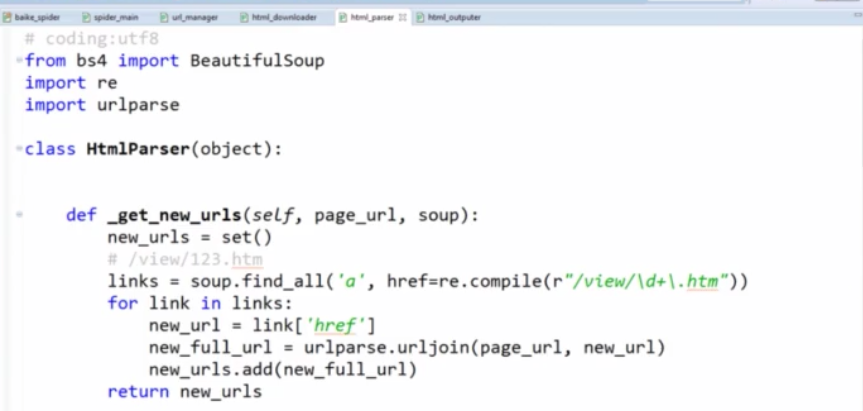 baike_spider spider_main url_manager html_downloader html_parser html_outputer
# coding:utf8
from bs4 import BeautifulSoup
import re
import urlparse
class HtmlParser(object):
def _get_new_urls(self, page_url, soup):
new_urls = set()
# /view/123.htm
links = soup.find_all('a', href=re.compile(r"/view/\d+\.htm"))
for link in links:
new_url = link['href']
new_full_url = urlparse.urljoin(page_url, new_url)
new_urls.add(new_full_url)
return new_urls